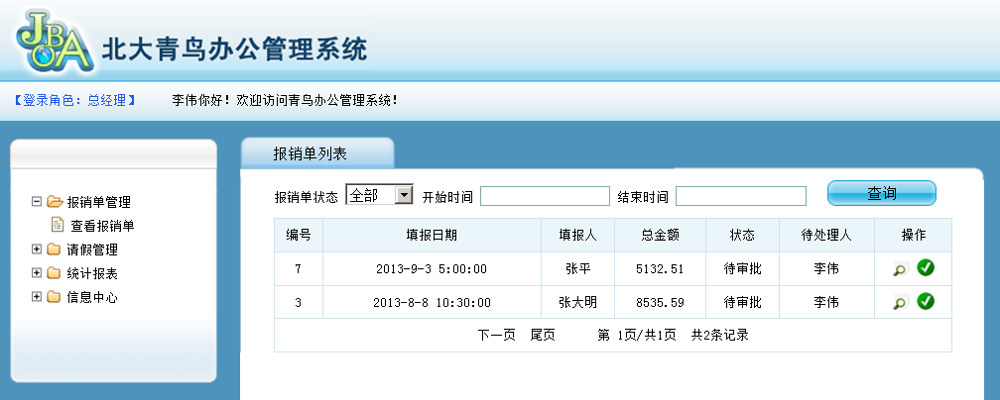 JBOA 北大青鸟办公管理系统
【登录角色：总经理】 李伟你好！欢迎访问青鸟办公管理系统！
报销单列表
报销单状态 全部 开始时间 结束时间 查询
报销单管理
查看报销单
请假管理
统计报表
信息中心
编号 填报日期 填报人 总金额 状态 待处理人 操作
7 2013-9-3 5:00:00 张平 5132.51 待审批 李伟
3 2013-8-8 10:30:00 张大明 8535.59 待审批 李伟
下一页 尾页 第 1页/共1页 共2条记录